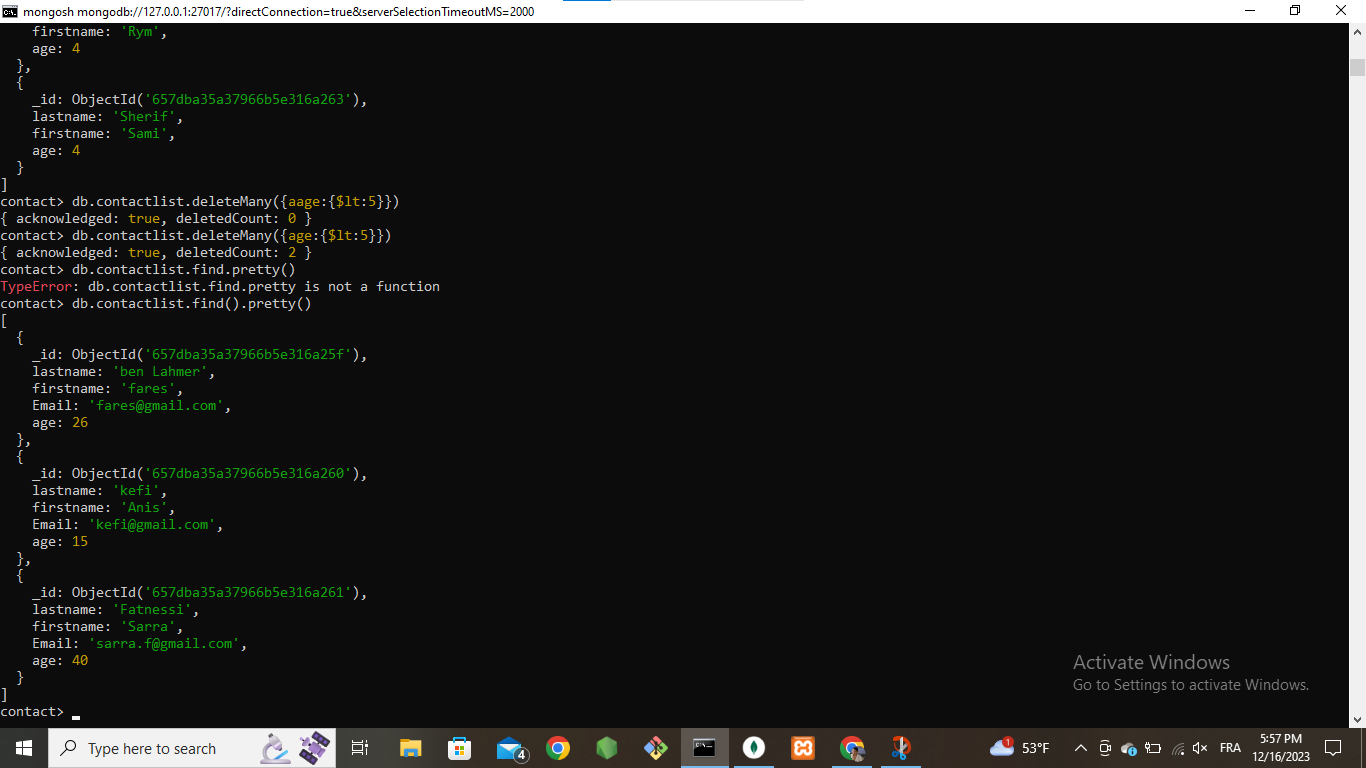 mongosh mongodb://127.0.0.1:27017/?directConnection=true&serverSelectionTimeoutMS=2000
    firstname: 'Rym',
    age: 4
  },
  {
    _id: ObjectId('657dba35a37966b5e316a263'),
    lastname: 'Sherif',
    firstname: 'Sami',
    age: 4
  }
]
contact> db.contactlist.deleteMany({aage:{$lt:5}})
{ acknowledged: true, deletedCount: 0 }
contact> db.contactlist.deleteMany({age:{$lt:5}})
{ acknowledged: true, deletedCount: 2 }
contact> db.contactlist.find.pretty()
TypeError: db.contactlist.find.pretty is not a function
contact> db.contactlist.find().pretty()
[
  {
    _id: ObjectId('657dba35a37966b5e316a25f'),
    lastname: 'ben Lahmer',
    firstname: 'fares',
    Email: 'fares@gmail.com',
    age: 26
  },
  {
    _id: ObjectId('657dba35a37966b5e316a260'),
    lastname: 'kefi',
    firstname: 'Anis',
    Email: 'kefi@gmail.com',
    age: 15
  },
  {
    _id: ObjectId('657dba35a37966b5e316a261'),
    lastname: 'Fatnessi',
    firstname: 'Sarra',
    Email: 'sarra.f@gmail.com',
    age: 40
  }
]
contact>
Activate Windows
Go to Settings to activate Windows.
Type here to search
4
1
53°F
FRA
5:57 PM
12/16/2023